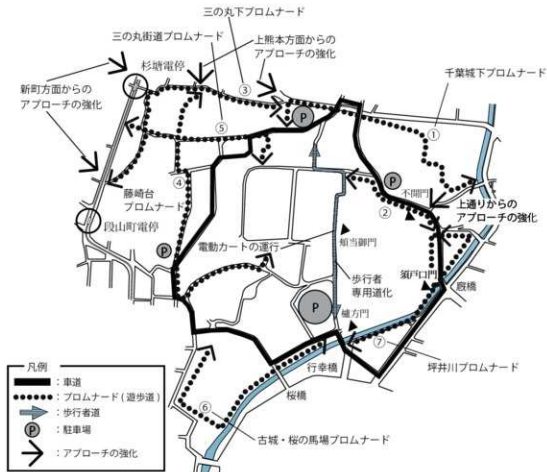 三の丸下プロムナード
三の丸街道プロムナード
上熊本方面からの
アプローチの強化
杉塘電停
新町方面からの
アプローチの強化
千葉城下プロムナード
③
P
①
⑤
④
藤崎台
プロムナード
P
不開門
②
上通りからの
アプローチの強化
段山町電停
電動カートの運行
頬当御門
P
歩行者
専用道化
須戸口門
厩橋
P
櫨方門
⑦
坪井川プロムナード
行幸橋
桜橋
⑥
古城・桜の馬場プロムナード
凡例
：車道
：プロムナード(遊歩道)
：歩行者道
P ：駐車場
：アプローチの強化